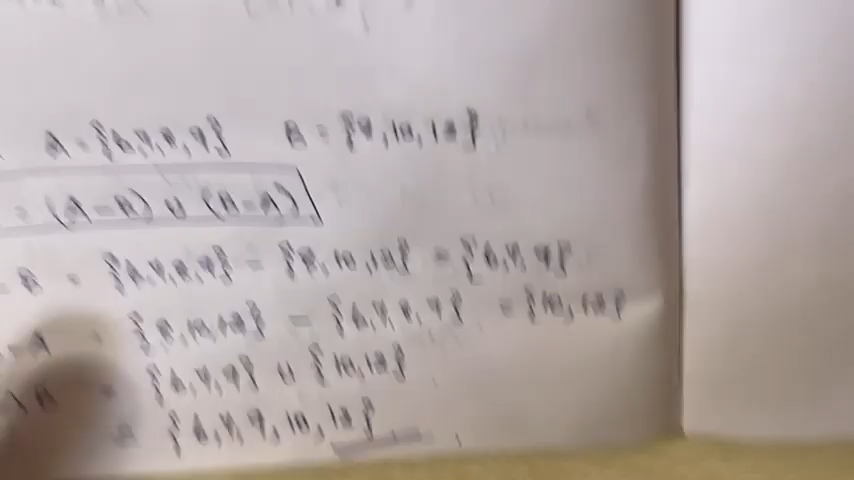 A = {6,7,8,9} B = {8,10,12}
= (A-B) ∪ (B-A)
B = {6,7,8,9} - {8,10,12} = {6,7,9}
- A = {8,10,12} - {6,7,8,9} = {10,12}
B = {6,7,9} ∪ {10,12}
= {6,7,9,10,12}